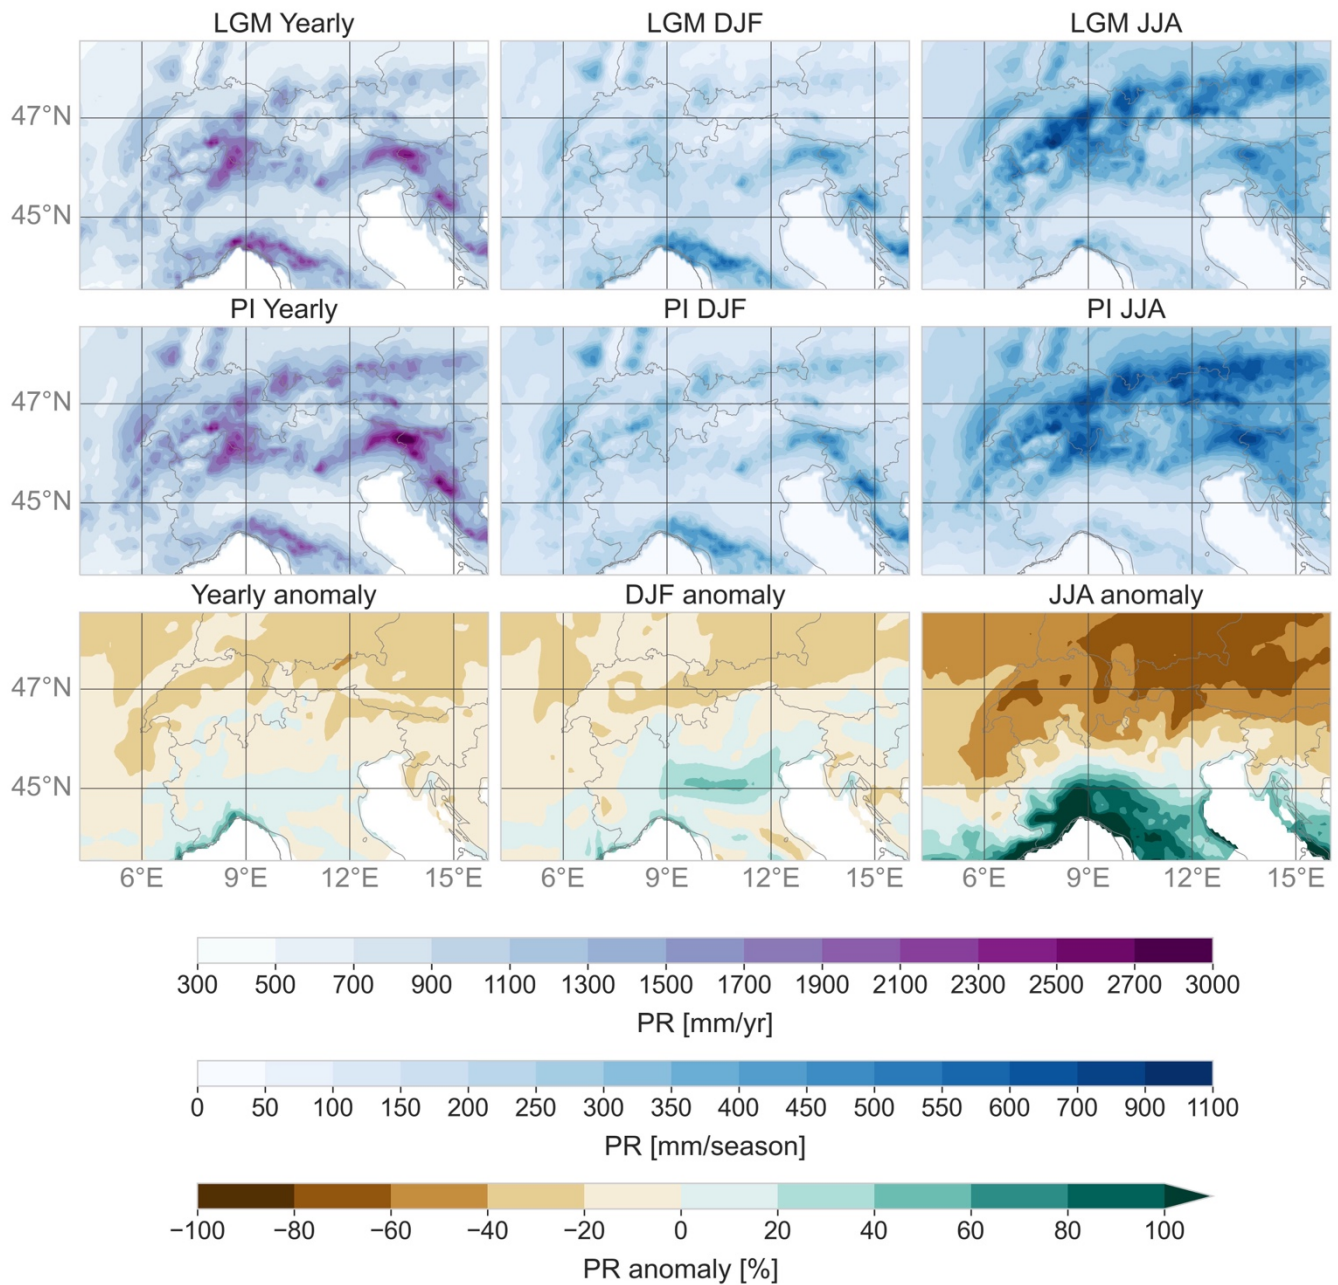 LGM Yearly LGM DJF LGM JJA
47°N
45°N
PI Yearly PI DJF PI JJA
47°N
45°N
Yearly anomaly DJF anomaly JJA anomaly
47°N
45°N
6°E 9°E 12°E 15°E 6°E 9°E 12°E 15°E 6°E 9°E 12°E 15°E
300 500 700 900 1100 1300 1500 1700 1900 2100 2300 2500 2700 3000
PR [mm/yr]
0 50 100 150 200 250 300 350 400 450 500 550 600 700 900 1100
PR [mm/season]
−100 −80 −60 −40 −20 0 20 40 60 80 100
PR anomaly [%]